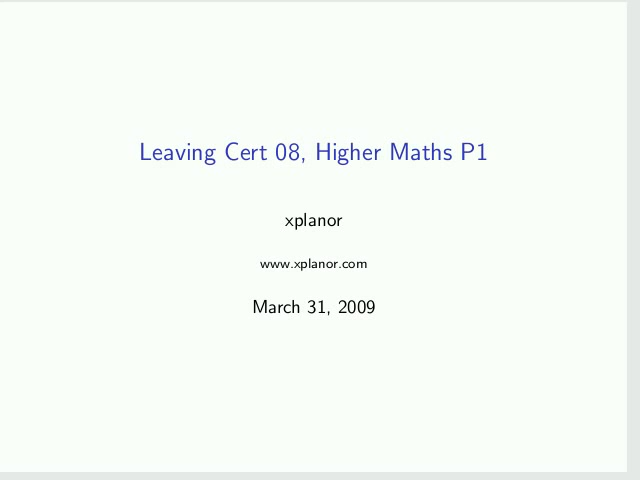 Leaving Cert 08, Higher Maths P1
xplanor
www.xplanor.com
March 31, 2009